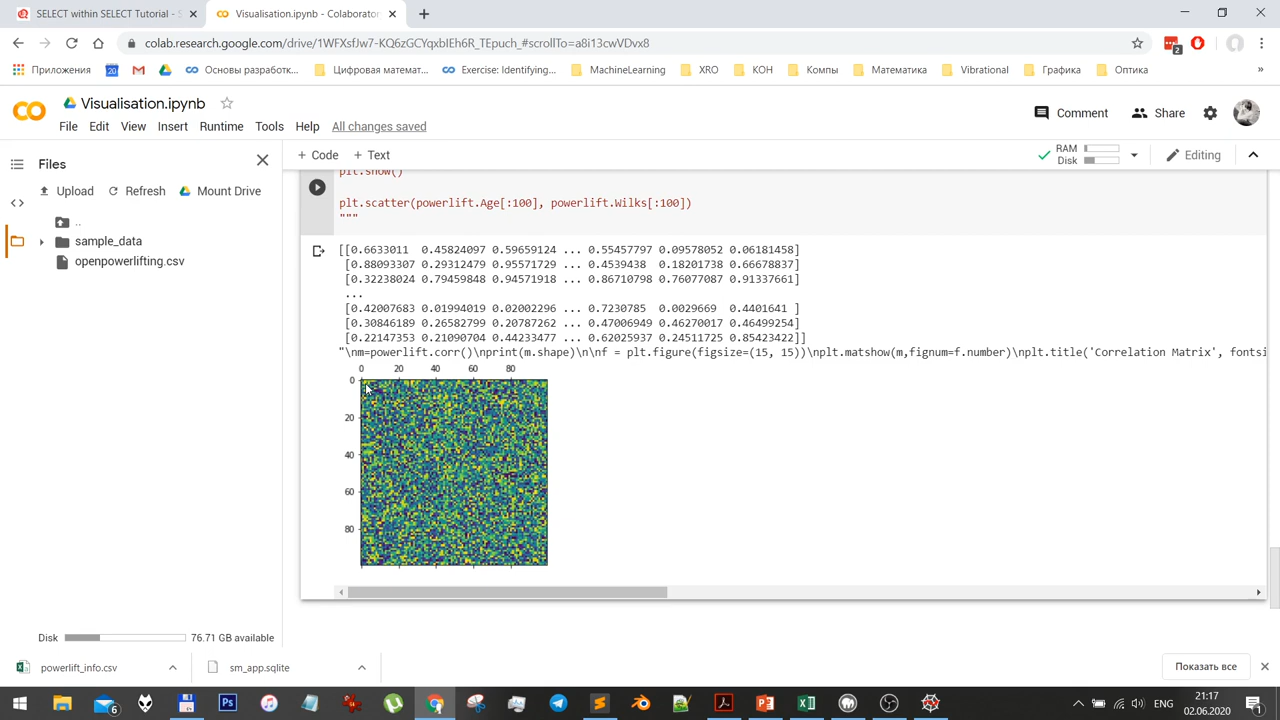 SELECT within SELECT Tutorial - S
Visualisation.ipynb - Colaborator
colab.research.google.com/drive/1WFXsfJw7-KQ6zGCYqxbIEh6R_TEpuch_#scrollTo=a8i13cwVDvx8
2
Приложения
20
Основы разработк...
Цифровая математ...
Exercise: Identifying...
MachineLearning
XRO
КОН
Компы
Математика
Vibrational
Графика
Оптика
»
CO
Visualisation.ipynb
Comment
Share
File
Edit
View
Insert
Runtime
Tools
Help
All changes saved
Files
+ Code
+ Text
RAM
Disk
Editing
Upload
Refresh
Mount Drive
..
sample_data
openpowerlifting.csv
plt.show()
plt.scatter(powerlift.Age[:100], powerlift.Wilks[:100])
"""
[[0.6633011  0.45824097 0.59659124 ... 0.55457797 0.09578052 0.06181458]
[0.88093307 0.29312479 0.95571729 ... 0.4539438  0.18201738 0.66678837]
[0.32238024 0.79459848 0.94571918 ... 0.86710798 0.76077087 0.91337661]
...
[0.42007683 0.01994019 0.02002296 ... 0.7230785  0.0029669  0.4401641 ]
[0.30846189 0.26582799 0.20787262 ... 0.47006949 0.46270017 0.46499254]
[0.22147353 0.21090704 0.44233477 ... 0.62025937 0.24511725 0.85423422]]
"\nm=powerlift.corr()\nprint(m.shape)\n\nf = plt.figure(figsize=(15, 15))\nplt.matshow(m,fignum=f.number)\nplt.title('Correlation Matrix', fontsi
0 20 40 60 80
0
20
40
60
80
Disk
76.71 GB available
powerlift_info.csv
sm_app.sqlite
Показать все
6
Ps
ENG
21:17
02.06.2020
1